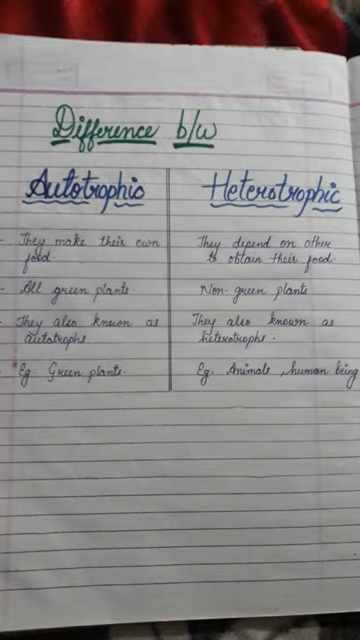 Difference b/w
Autotrophic
Heterotrophic
- They make their own
food
They depend on other
to obtain their food
- All green plants
Non-green plants
- They also known as
autotrophs
They also known as
heterotrophs.
- Eg- Green plants.
Eg. Animals, human being